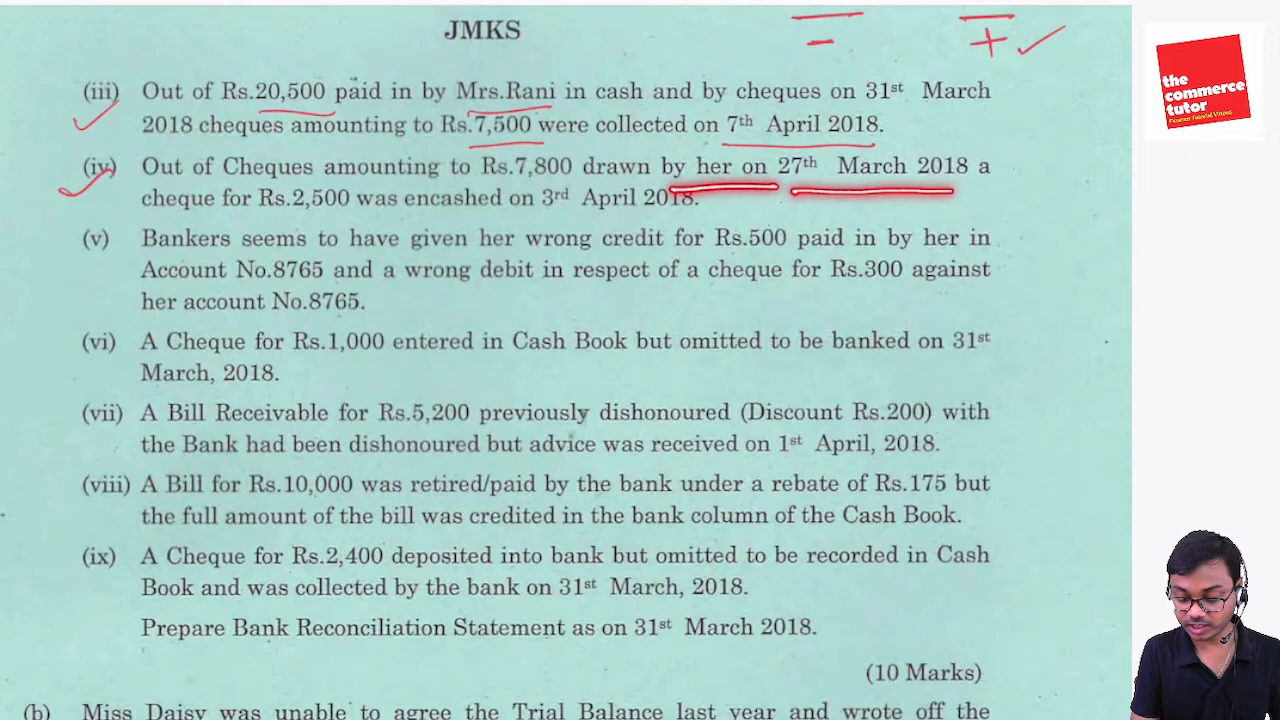 JMKS
(iii) Out of Rs.20,500 paid in by Mrs.Rani in cash and by cheques on 31st March
2018 cheques amounting to Rs.7,500 were collected on 7th April 2018.
(iv) Out of Cheques amounting to Rs.7,800 drawn by her on 27th March 2018 a
cheque for Rs.2,500 was encashed on 3rd April 2018.
(v) Bankers seems to have given her wrong credit for Rs.500 paid in by her in
Account No.8765 and a wrong debit in respect of a cheque for Rs.300 against
her account No.8765.
(vi) A Cheque for Rs.1,000 entered in Cash Book but omitted to be banked on 31st
March, 2018.
(vii) A Bill Receivable for Rs.5,200 previously dishonoured (Discount Rs.200) with
the Bank had been dishonoured but advice was received on 1st April, 2018.
(viii) A Bill for Rs.10,000 was retired/paid by the bank under a rebate of Rs.175 but
the full amount of the bill was credited in the bank column of the Cash Book.
(ix) A Cheque for Rs.2,400 deposited into bank but omitted to be recorded in Cash
Book and was collected by the bank on 31st March, 2018.
Prepare Bank Reconciliation Statement as on 31st March 2018.
(10 Marks)
(b) Miss Daisy was unable to agree the Trial Balance last year and wrote off the
the
commerce
tutor